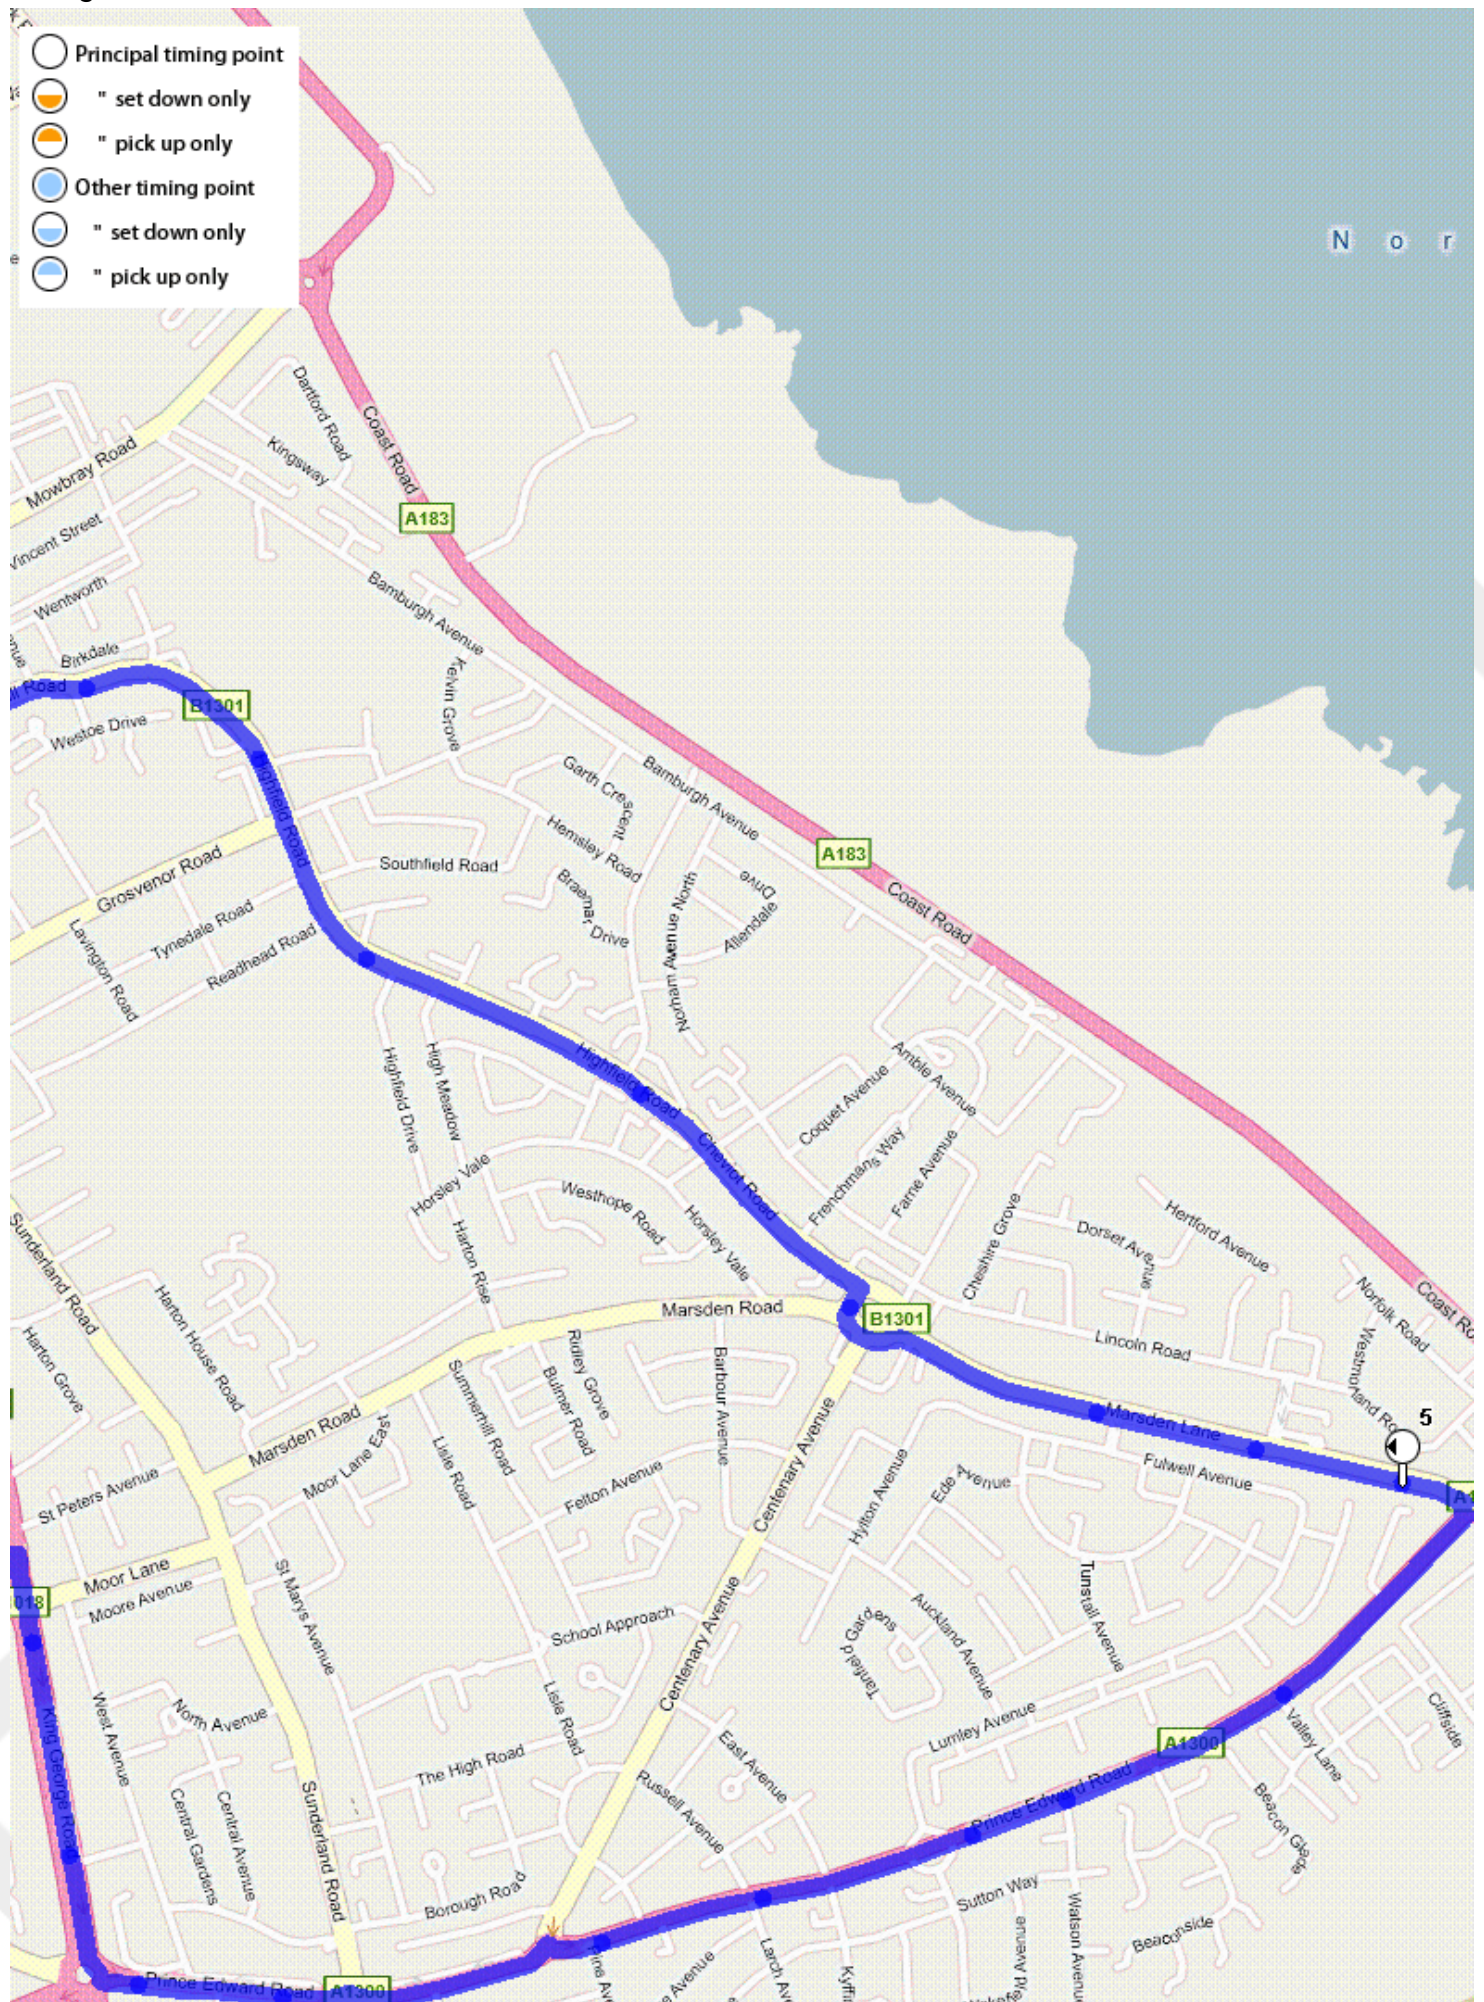 Principal timing point
" set down only
" pick up only
Other timing point
" set down only
" pick up only
N o r
Dartford Road
Kingsway
Coast Road
Mowbray Road
A183
Vincent Street
Wentworth
Bamburgh Avenue
Birkdale
Kelvin Grove
B1301
Westoe Drive
Garth Crescent
Bamburgh Avenue
Highfield Road
Hemsley Road
A183
Southfield Road
Grosvenor Road
Braemar Drive
Norham Avenue North
Allendale Drive
Coast Road
Tynedale Road
Lavington Road
Readhead Road
Highfield Road
Highfield Drive
High Meadow
Amble Avenue
Coquet Avenue
Cheviot Road
Frenchmans Way
Farne Avenue
Horsley Vale
Westhope Road
Horsley Vale
Harton Rise
Cheshire Grove
Dorset Avenue
Hertford Avenue
Sunderland Road
Harton House Road
Marsden Road
B1301
Norfolk Road
Coast Ro
Lincoln Road
Harton Grove
Ridley Grove
Bulmer Road
Summerhill Road
Barbour Avenue
Marsden Road
Moor Lane East
Lisle Road
Centenary Avenue
Marsden Lane
5
Fulwell Avenue
St Peters Avenue
Felton Avenue
Hylton Avenue
Ede Avenue
A1
Moor Lane
Moore Avenue
018
St Marys Avenue
School Approach
Centenary Avenue
Tanfield Gardens
Auckland Avenue
Tunstall Avenue
West Avenue
North Avenue
Lisle Road
Lumley Avenue
Cliffside
King George Road
The High Road
East Avenue
A1300
Valley Lane
Russell Avenue
Prince Edward Road
Beacon Glade
Central Gardens
Central Avenue
Sunderland Road
Borough Road
Sutton Way
Watson Avenue
Beaconside
Larch Av
Prince Edward Road
A1300